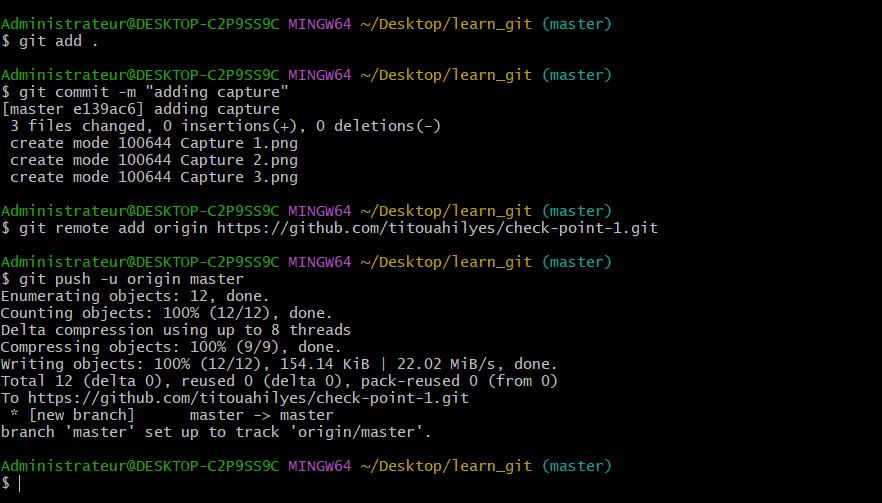 Administrateur@DESKTOP-C2P9SS9C MINGW64 ~/Desktop/learn_git (master)
$ git add .
Administrateur@DESKTOP-C2P9SS9C MINGW64 ~/Desktop/learn_git (master)
$ git commit -m "adding capture"
[master e139ac6] adding capture
 3 files changed, 0 insertions(+), 0 deletions(-)
 create mode 100644 Capture 1.png
 create mode 100644 Capture 2.png
 create mode 100644 Capture 3.png
Administrateur@DESKTOP-C2P9SS9C MINGW64 ~/Desktop/learn_git (master)
$ git remote add origin https://github.com/titouahilyes/check-point-1.git
Administrateur@DESKTOP-C2P9SS9C MINGW64 ~/Desktop/learn_git (master)
$ git push -u origin master
Enumerating objects: 12, done.
Counting objects: 100% (12/12), done.
Delta compression using up to 8 threads
Compressing objects: 100% (9/9), done.
Writing objects: 100% (12/12), 154.14 KiB | 22.02 MiB/s, done.
Total 12 (delta 0), reused 0 (delta 0), pack-reused 0 (from 0)
To https://github.com/titouahilyes/check-point-1.git
 * [new branch]      master -> master
branch 'master' set up to track 'origin/master'.
Administrateur@DESKTOP-C2P9SS9C MINGW64 ~/Desktop/learn_git (master)
$